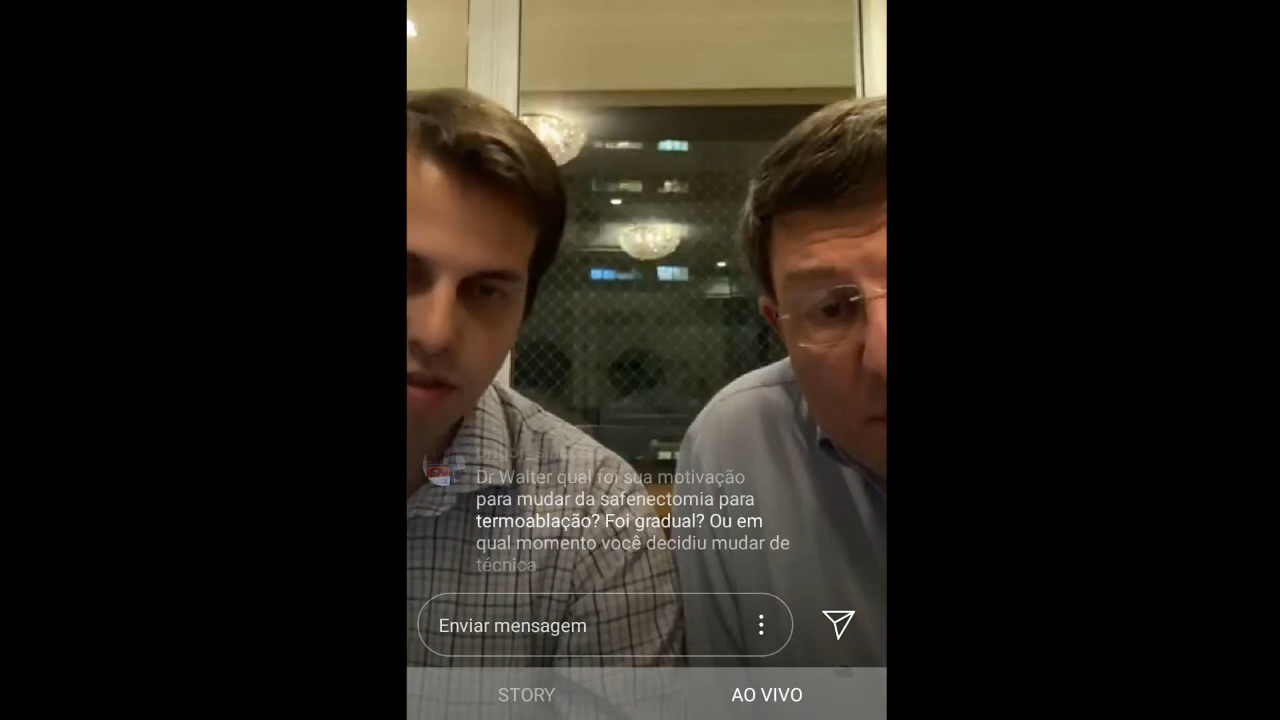 Dr Walter qual foi sua motivação
para mudar da safenectomia para
termoablação? Foi gradual? Ou em
qual momento você decidiu mudar de
técnica
Enviar mensagem
STORY
AO VIVO